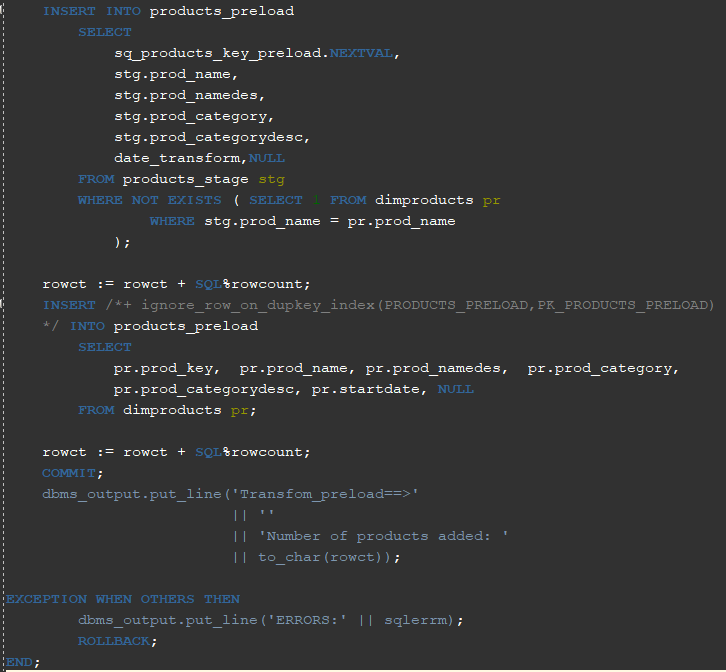 INSERT INTO products_preload
SELECT
sq_products_key_preload.NEXTVAL,
stg.prod_name,
stg.prod_namedes,
stg.prod_category,
stg.prod_categorydesc,
date_transform,NULL
FROM products_stage stg
WHERE NOT EXISTS ( SELECT 1 FROM dimproducts pr
WHERE stg.prod_name = pr.prod_name
);
rowct := rowct + SQL%rowcount;
INSERT /*+ ignore_row_on_dupkey_index(PRODUCTS_PRELOAD,PK_PRODUCTS_PRELOAD)
*/ INTO products_preload
SELECT
pr.prod_key, pr.prod_name, pr.prod_namedes, pr.prod_category,
pr.prod_categorydesc, pr.startdate, NULL
FROM dimproducts pr;
rowct := rowct + SQL%rowcount;
COMMIT;
dbms_output.put_line('Transfom_preload==>'
|| ''
|| 'Number of products added: '
|| to_char(rowct));
EXCEPTION WHEN OTHERS THEN
dbms_output.put_line('ERRORS:' || sqlerrm);
ROLLBACK;
END;